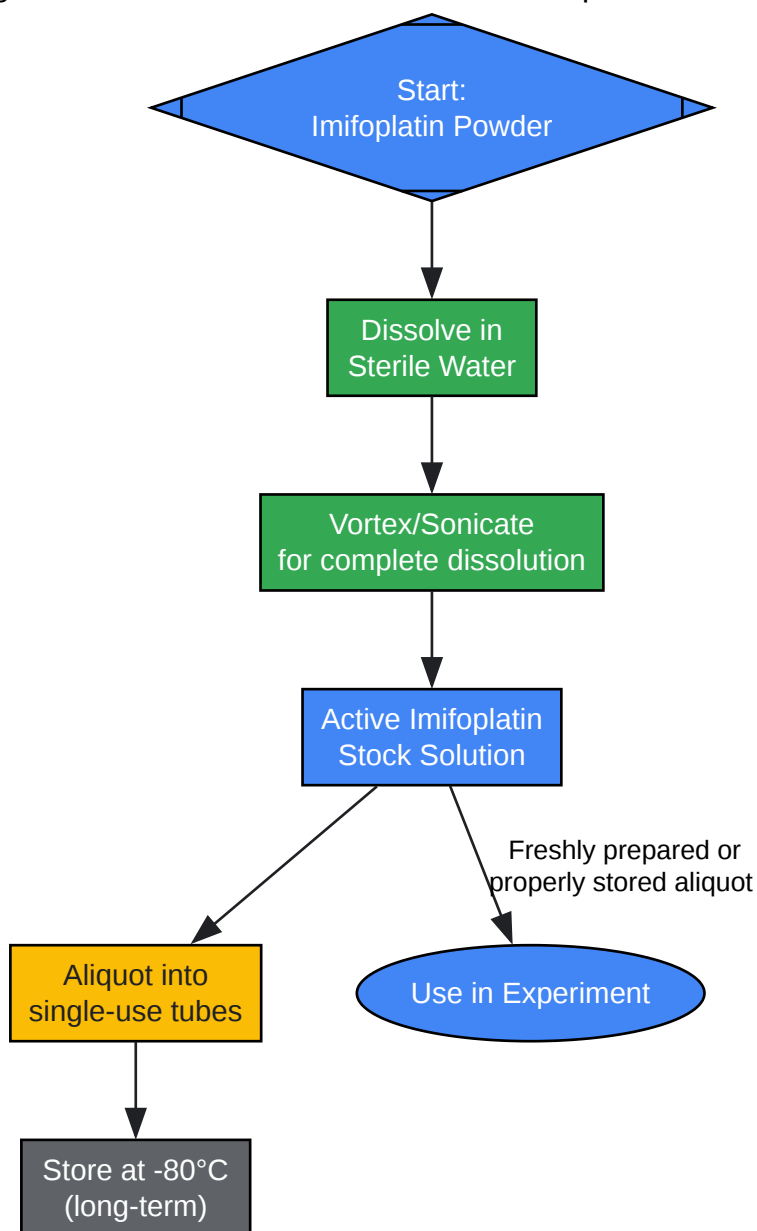 Start:
Imifoplatin Powder
Dissolve in
Sterile Water
Vortex/Sonicate
for complete dissolution
Active Imifoplatin
Stock Solution
Freshly prepared or
properly stored aliquot
Aliquot into
single-use tubes
Use in Experiment
Store at -80°C
(long-term)